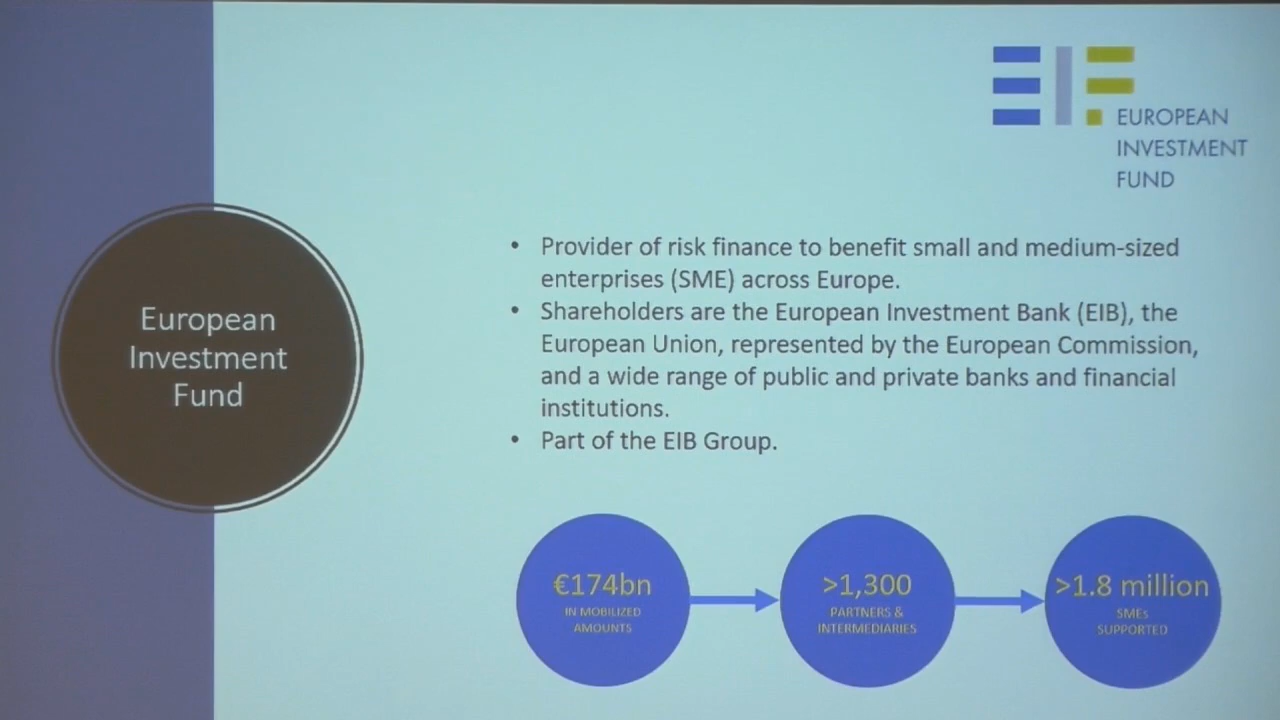 EUROPEAN
INVESTMENT
FUND
European
Investment
Fund
• Provider of risk finance to benefit small and medium-sized
enterprises (SME) across Europe.
• Shareholders are the European Investment Bank (EIB), the
European Union, represented by the European Commission,
and a wide range of public and private banks and financial
institutions.
• Part of the EIB Group.
€174bn
IN MOBILIZED
AMOUNTS
>1,300
PARTNERS &
INTERMEDIARIES
>1.8 million
SMEs
SUPPORTED